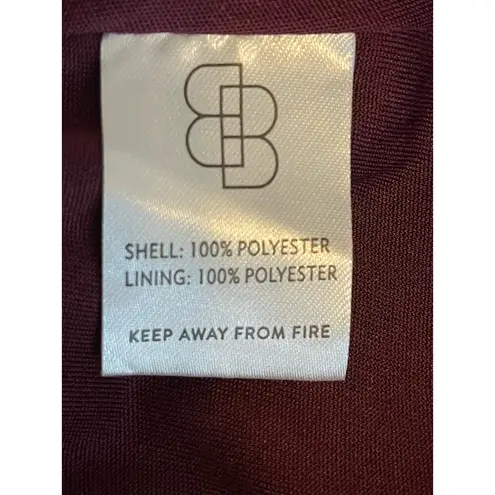 SHELL: 100% POLYESTER
LINING: 100% POLYESTER
KEEP AWAY FROM FIRE